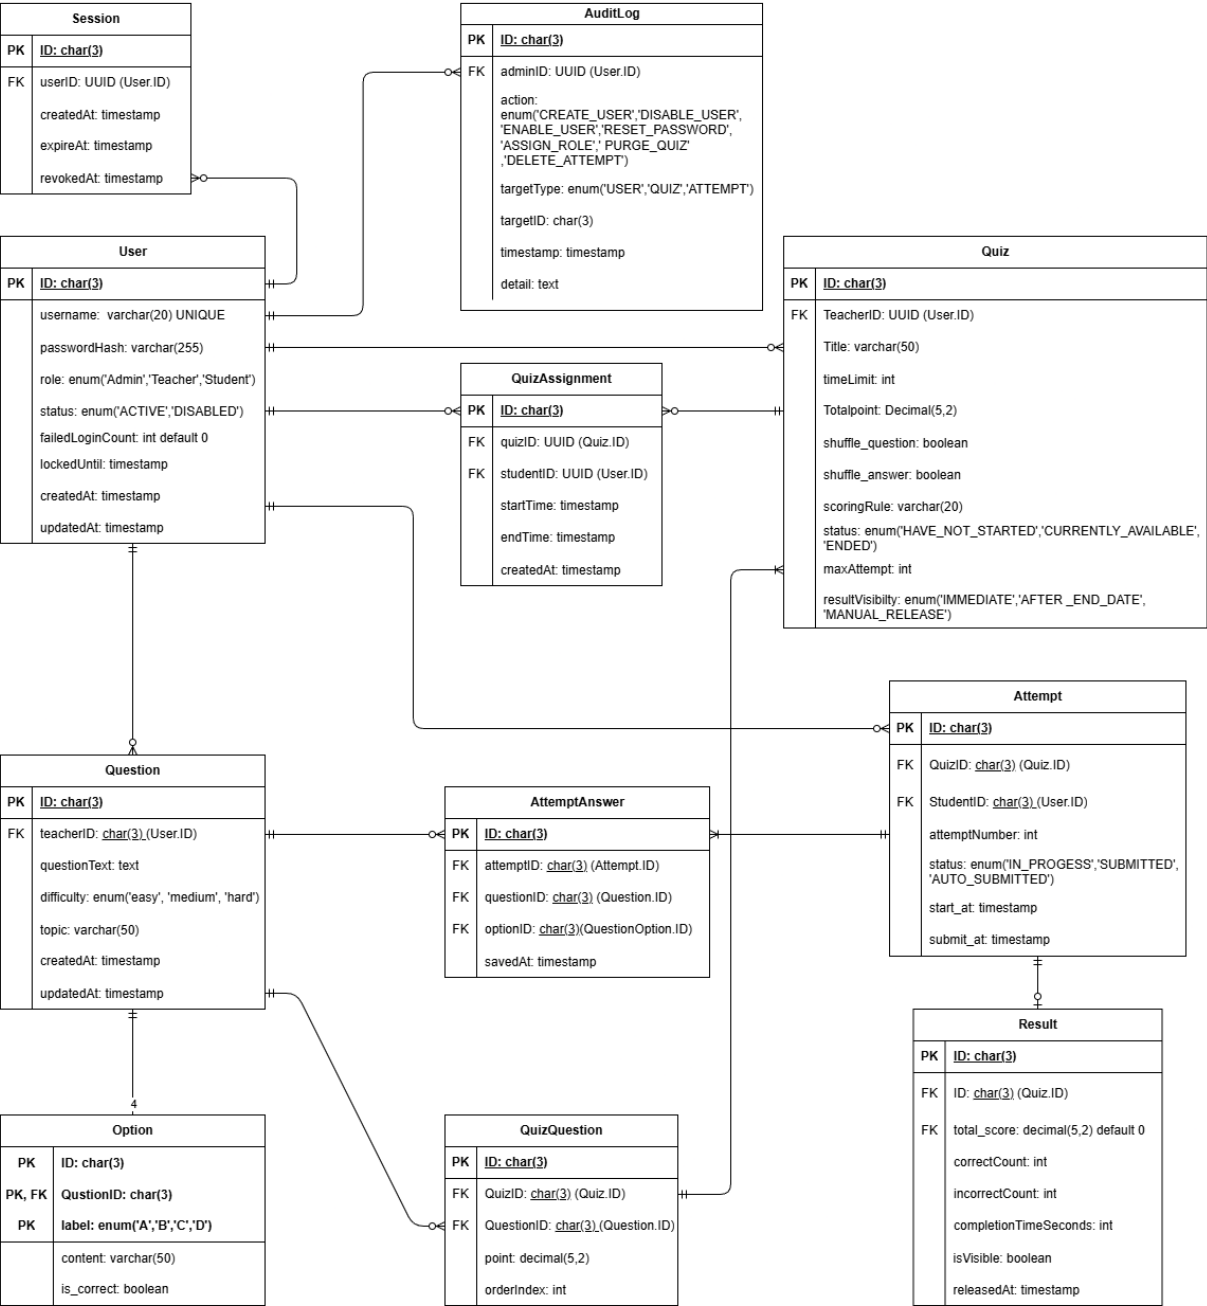 Session
PK ID: char(3)
FK userID: UUID (User.ID)
createdAt: timestamp
expireAt: timestamp
revokedAt: timestamp
AuditLog
PK ID: char(3)
FK adminID: UUID (User.ID)
action:
enum('CREATE_USER','DISABLE_USER',
'ENABLE_USER','RESET_PASSWORD',
'ASSIGN_ROLE',' PURGE_QUIZ'
,'DELETE_ATTEMPT')
targetType: enum('USER','QUIZ','ATTEMPT')
targetID: char(3)
timestamp: timestamp
detail: text
User
PK ID: char(3)
username: varchar(20) UNIQUE
passwordHash: varchar(255)
role: enum('Admin','Teacher','Student')
status: enum('ACTIVE','DISABLED')
failedLoginCount: int default 0
lockedUntil: timestamp
createdAt: timestamp
updatedAt: timestamp
Quiz
PK ID: char(3)
FK TeacherID: UUID (User.ID)
Title: varchar(50)
timeLimit: int
Totalpoint: Decimal(5,2)
shuffle_question: boolean
shuffle_answer: boolean
scoringRule: varchar(20)
status: enum('HAVE_NOT_STARTED','CURRENTLY_AVAILABLE',
'ENDED')
maxAttempt: int
resultVisibilty: enum('IMMEDIATE','AFTER _END_DATE',
'MANUAL_RELEASE')
QuizAssignment
PK ID: char(3)
FK quizID: UUID (Quiz.ID)
FK studentID: UUID (User.ID)
startTime: timestamp
endTime: timestamp
createdAt: timestamp
Attempt
PK ID: char(3)
FK QuizID: char(3) (Quiz.ID)
FK StudentID: char(3) (User.ID)
attemptNumber: int
status: enum('IN_PROGESS','SUBMITTED',
'AUTO_SUBMITTED')
start_at: timestamp
submit_at: timestamp
Question
PK ID: char(3)
FK teacherID: char(3) (User.ID)
questionText: text
difficulty: enum('easy', 'medium', 'hard')
topic: varchar(50)
createdAt: timestamp
updatedAt: timestamp
AttemptAnswer
PK ID: char(3)
FK attemptID: char(3) (Attempt.ID)
FK questionID: char(3) (Question.ID)
FK optionID: char(3)(QuestionOption.ID)
savedAt: timestamp
Result
PK ID: char(3)
FK ID: char(3) (Quiz.ID)
FK total_score: decimal(5,2) default 0
correctCount: int
incorrectCount: int
completionTimeSeconds: int
isVisible: boolean
releasedAt: timestamp
4
Option
PK ID: char(3)
PK, FK QustionID: char(3)
PK label: enum('A','B','C','D')
content: varchar(50)
is_correct: boolean
QuizQuestion
PK ID: char(3)
FK QuizID: char(3) (Quiz.ID)
FK QuestionID: char(3) (Question.ID)
point: decimal(5,2)
orderIndex: int